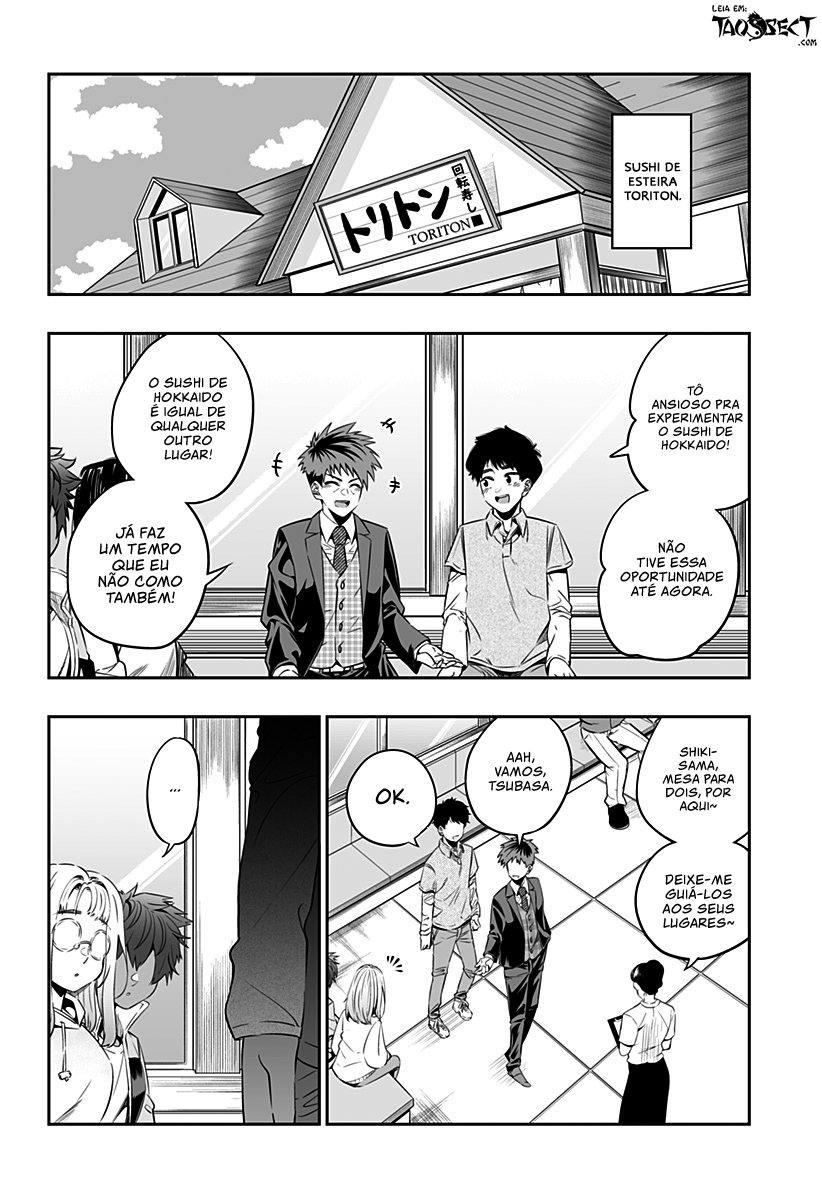 LEIA EM:
TAOSECT
.COM
SUSHI DE
ESTEIRA
TORITON.
回転寿し
トリトン
TORITON
TÔ
ANSIOSO PRA
EXPERIMENTAR
O SUSHI DE
HOKKAIDO!
NÃO
TIVE ESSA
OPORTUNIDADE
ATÉ AGORA.
O SUSHI DE
HOKKAIDO
É IGUAL DE
QUALQUER
OUTRO
LUGAR!
JÁ FAZ
UM TEMPO
QUE EU
NÃO COMO
TAMBÉM!
SHIKI-
SAMA,
MESA PARA
DOIS, POR
AQUI~
DEIXE-ME
GUIÁ-LOS
AOS SEUS
LUGARES~
AAH,
VAMOS,
TSUBASA.
OK.
...